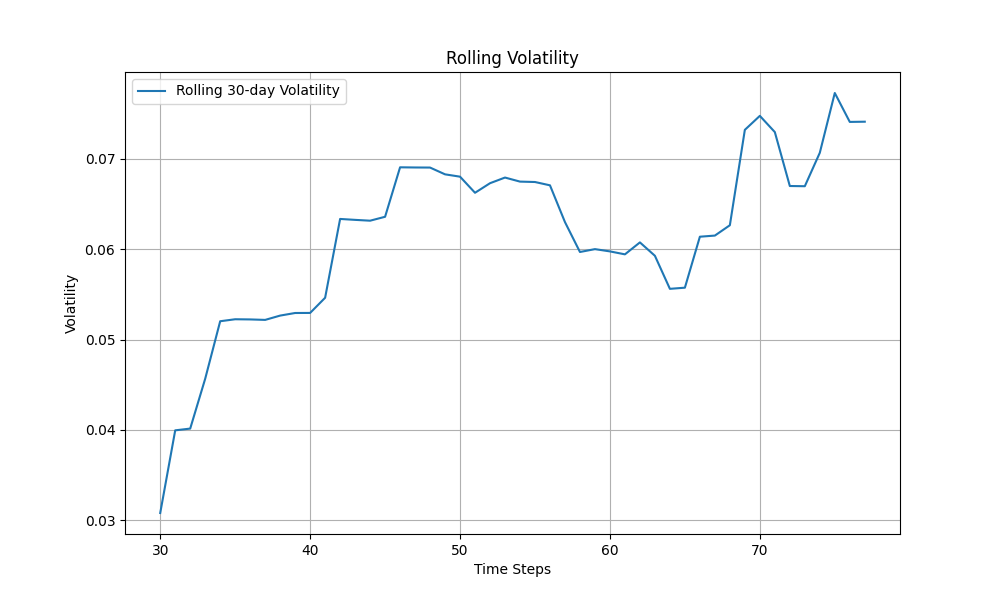 Rolling Volatility
Rolling 30-day Volatility
Volatility
0.07
0.06
0.05
0.04
0.03
30 40 50 60 70
Time Steps